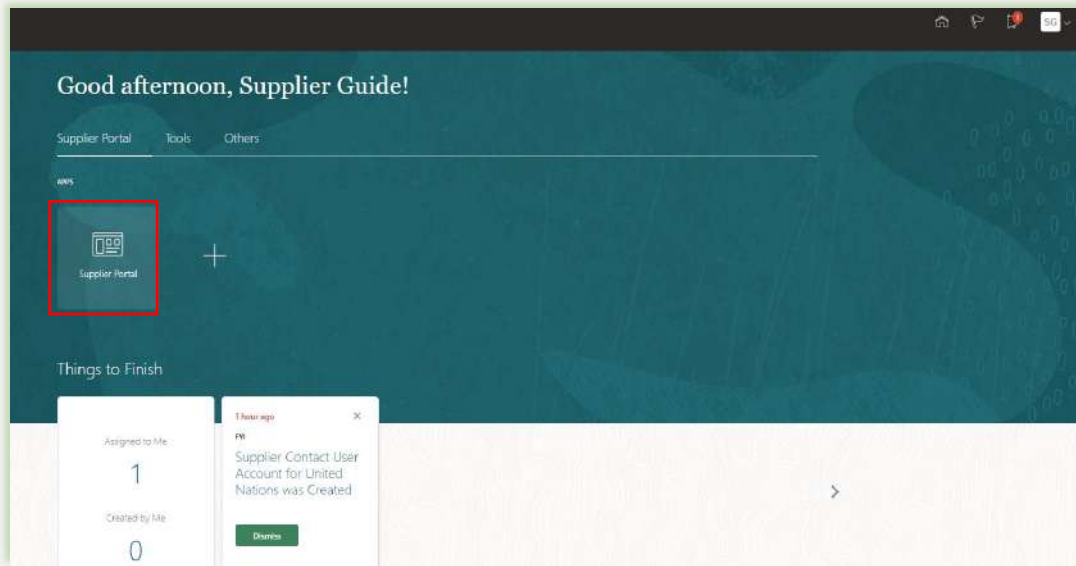 SG
Good afternoon, Supplier Guide!
Supplier Portal Tools Others
APPS
Supplier Portal
Things to Finish
Assigned to Me
1
Created by Me
0
1 hour ago
FYI
Supplier Contact User
Account for United
Nations was Created
Dismiss